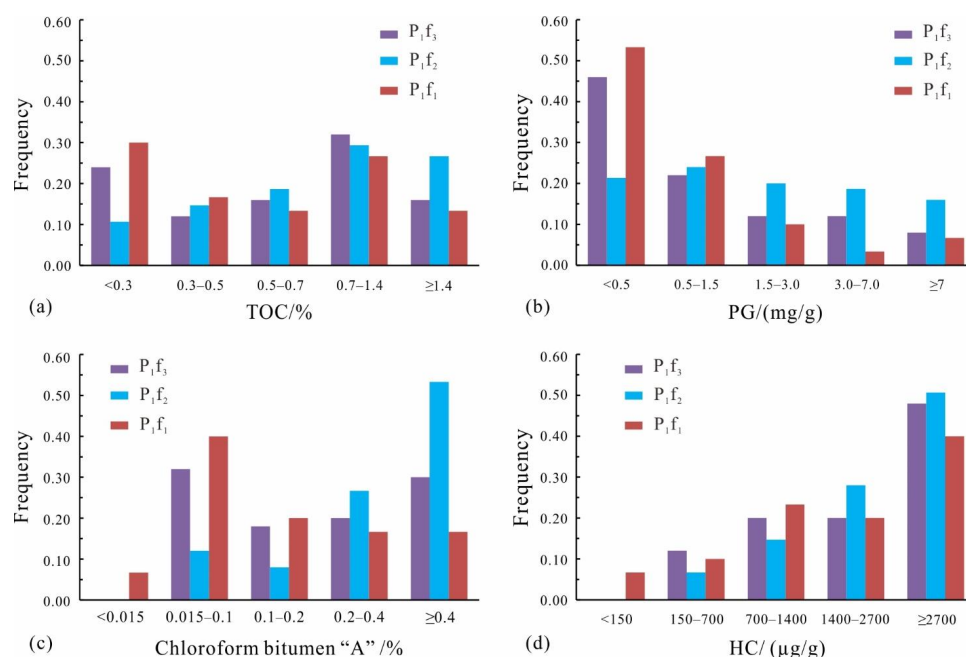 0.60
0.50
0.40
0.30
0.20
0.10
0.00
Frequency
P₁f₃
P₁f₂
P₁f₁
<0.3 0.3–0.5 0.5–0.7 0.7–1.4 ≥1.4
(a) TOC/%
0.60
0.50
0.40
0.30
0.20
0.10
0.00
Frequency
P₁f₃
P₁f₂
P₁f₁
<0.5 0.5–1.5 1.5–3.0 3.0–7.0 ≥7
(b) PG/(mg/g)
0.60
0.50
0.40
0.30
0.20
0.10
0.00
Frequency
P₁f₃
P₁f₂
P₁f₁
<0.015 0.015–0.1 0.1–0.2 0.2–0.4 ≥0.4
(c) Chloroform bitumen “A” /%
0.60
0.50
0.40
0.30
0.20
0.10
0.00
Frequency
P₁f₃
P₁f₂
P₁f₁
<150 150–700 700–1400 1400–2700 ≥2700
(d) HC/ (µg/g)